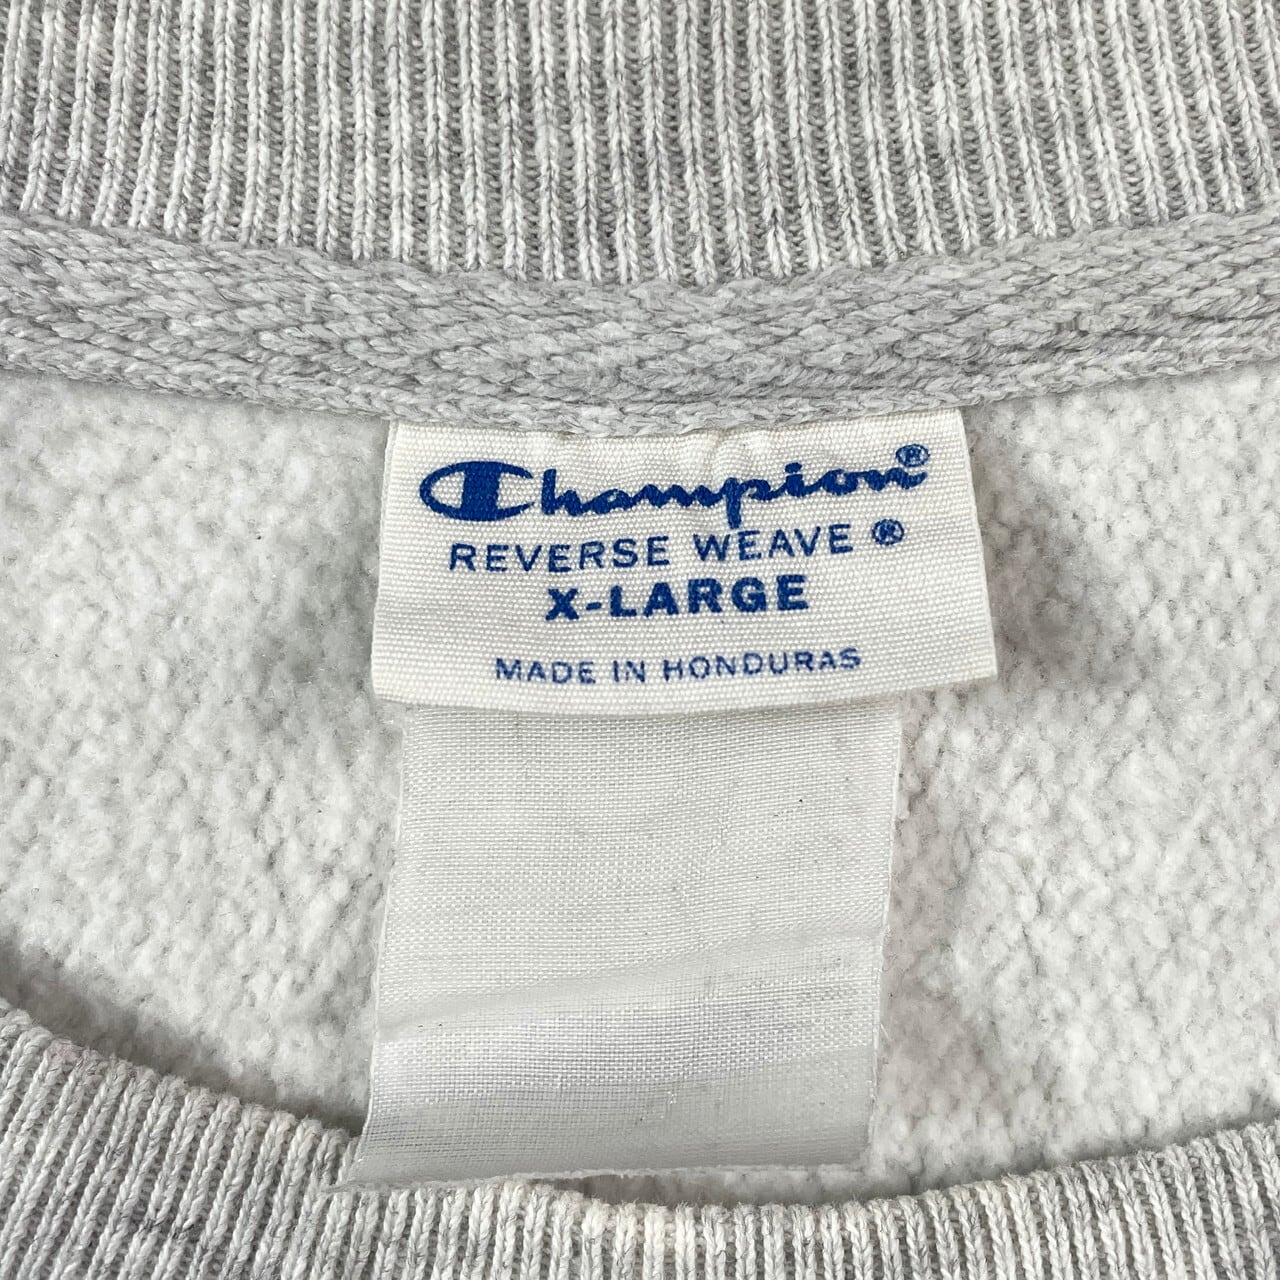 Champion®
REVERSE WEAVE®
X-LARGE
MADE IN HONDURAS